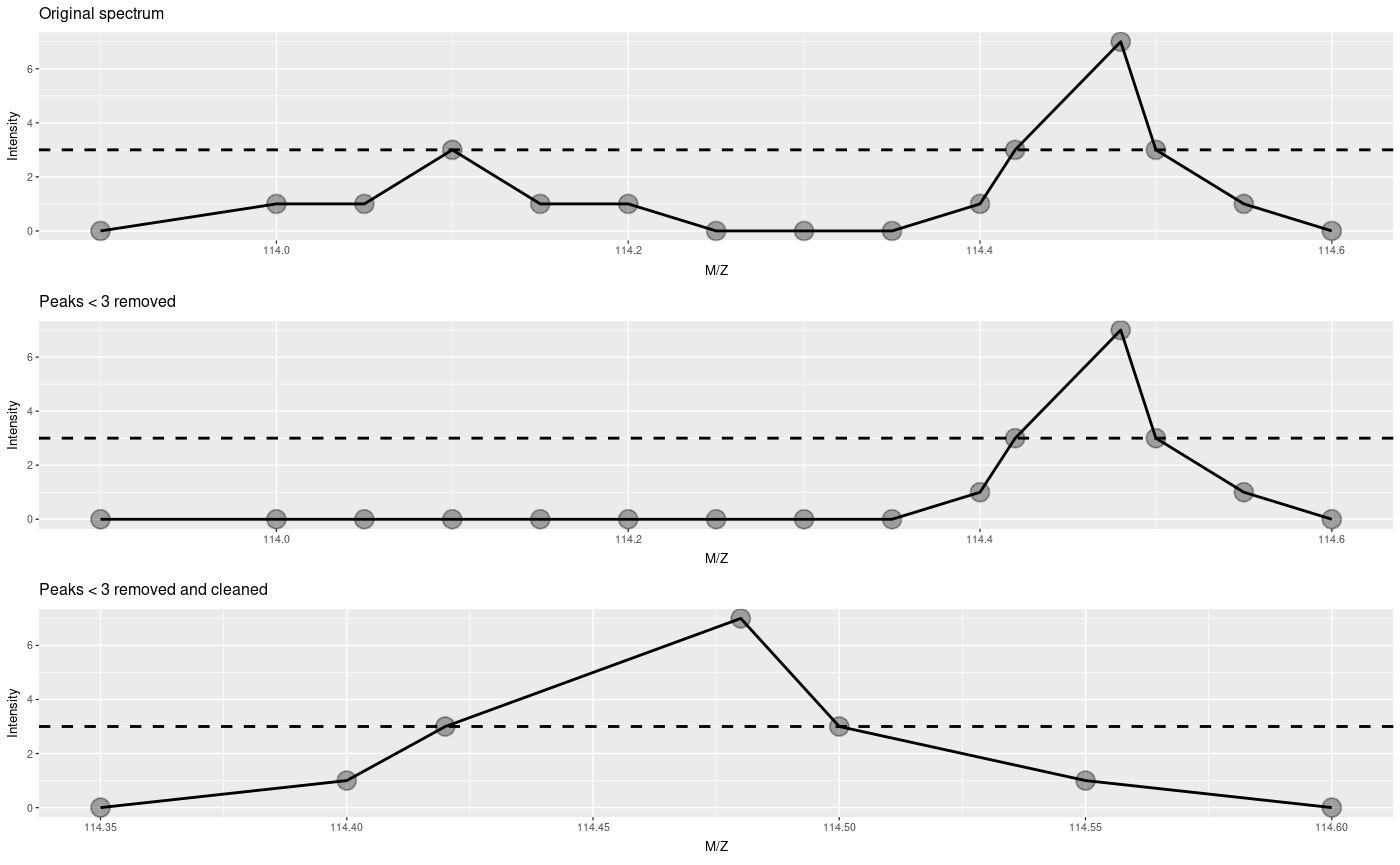 Original spectrum
Intensity
6
4
2
0
114.0 114.2 114.4 114.6
M/Z
Peaks < 3 removed
Intensity
6
4
2
0
114.0 114.2 114.4 114.6
M/Z
Peaks < 3 removed and cleaned
Intensity
6
4
2
0
114.35 114.40 114.45 114.50 114.55 114.60
M/Z